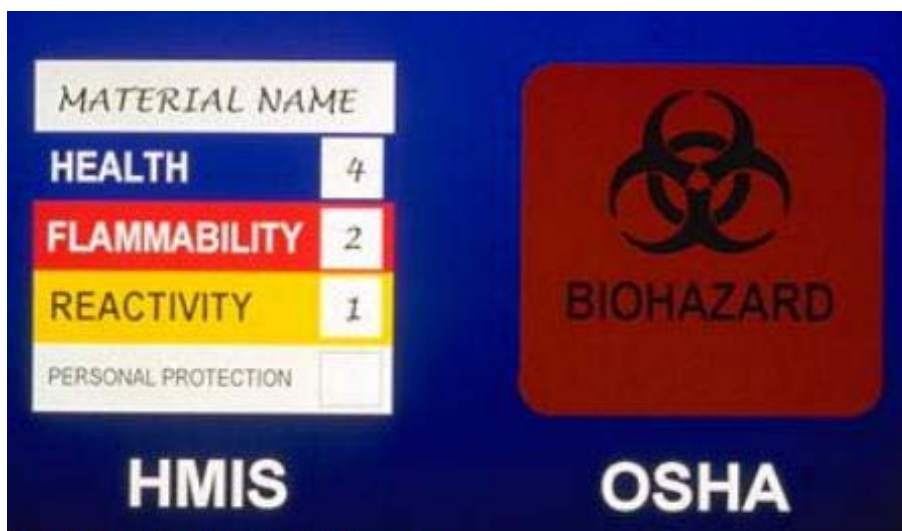 MATERIAL NAME
HEALTH 4
FLAMMABILITY 2
REACTIVITY 1
PERSONAL PROTECTION
HMIS
BIOHAZARD
OSHA